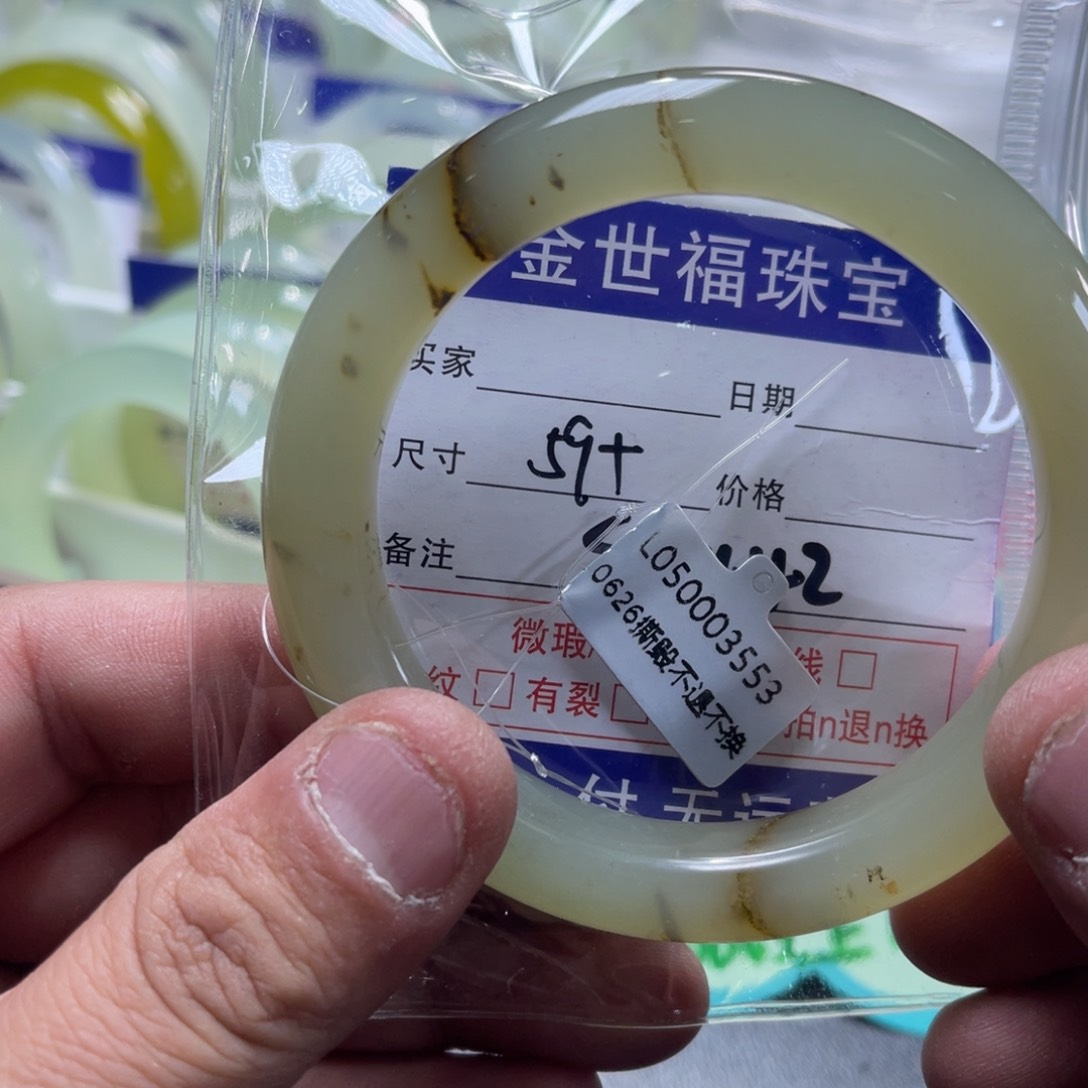 金世福珠宝
买家 日期
尺寸 59+ 价格
备注
微瑕 线
纹 有裂 拍n退n换
L050003553
0626撕毁不退不换